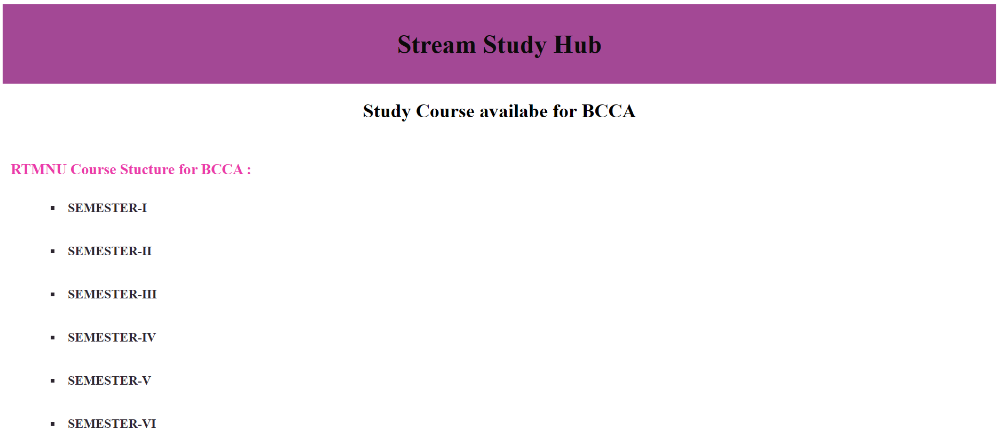 Stream Study Hub
Study Course availabe for BCCA
RTMNU Course Stucture for BCCA :
SEMESTER-I
SEMESTER-II
SEMESTER-III
SEMESTER-IV
SEMESTER-V
SEMESTER-VI